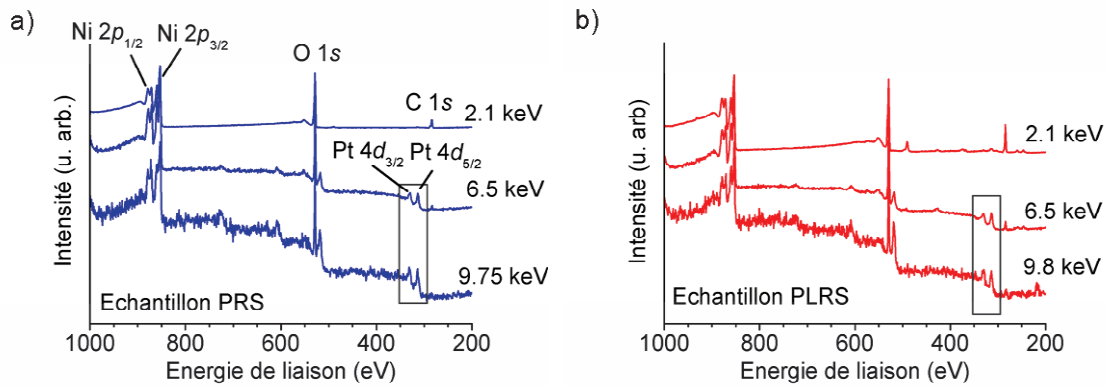 a)
Ni 2p1/2
Ni 2p3/2
O 1s
C 1s
2.1 keV
Pt 4d3/2
Pt 4d5/2
6.5 keV
9.75 keV
Echantillon PRS
Intensité (u. arb.)
1000
800
600
400
200
Energie de liaison (eV)
b)
2.1 keV
6.5 keV
9.8 keV
Echantillon PLRS
Intensité (u. arb)
1000
800
600
400
200
Energie de liaison (eV)